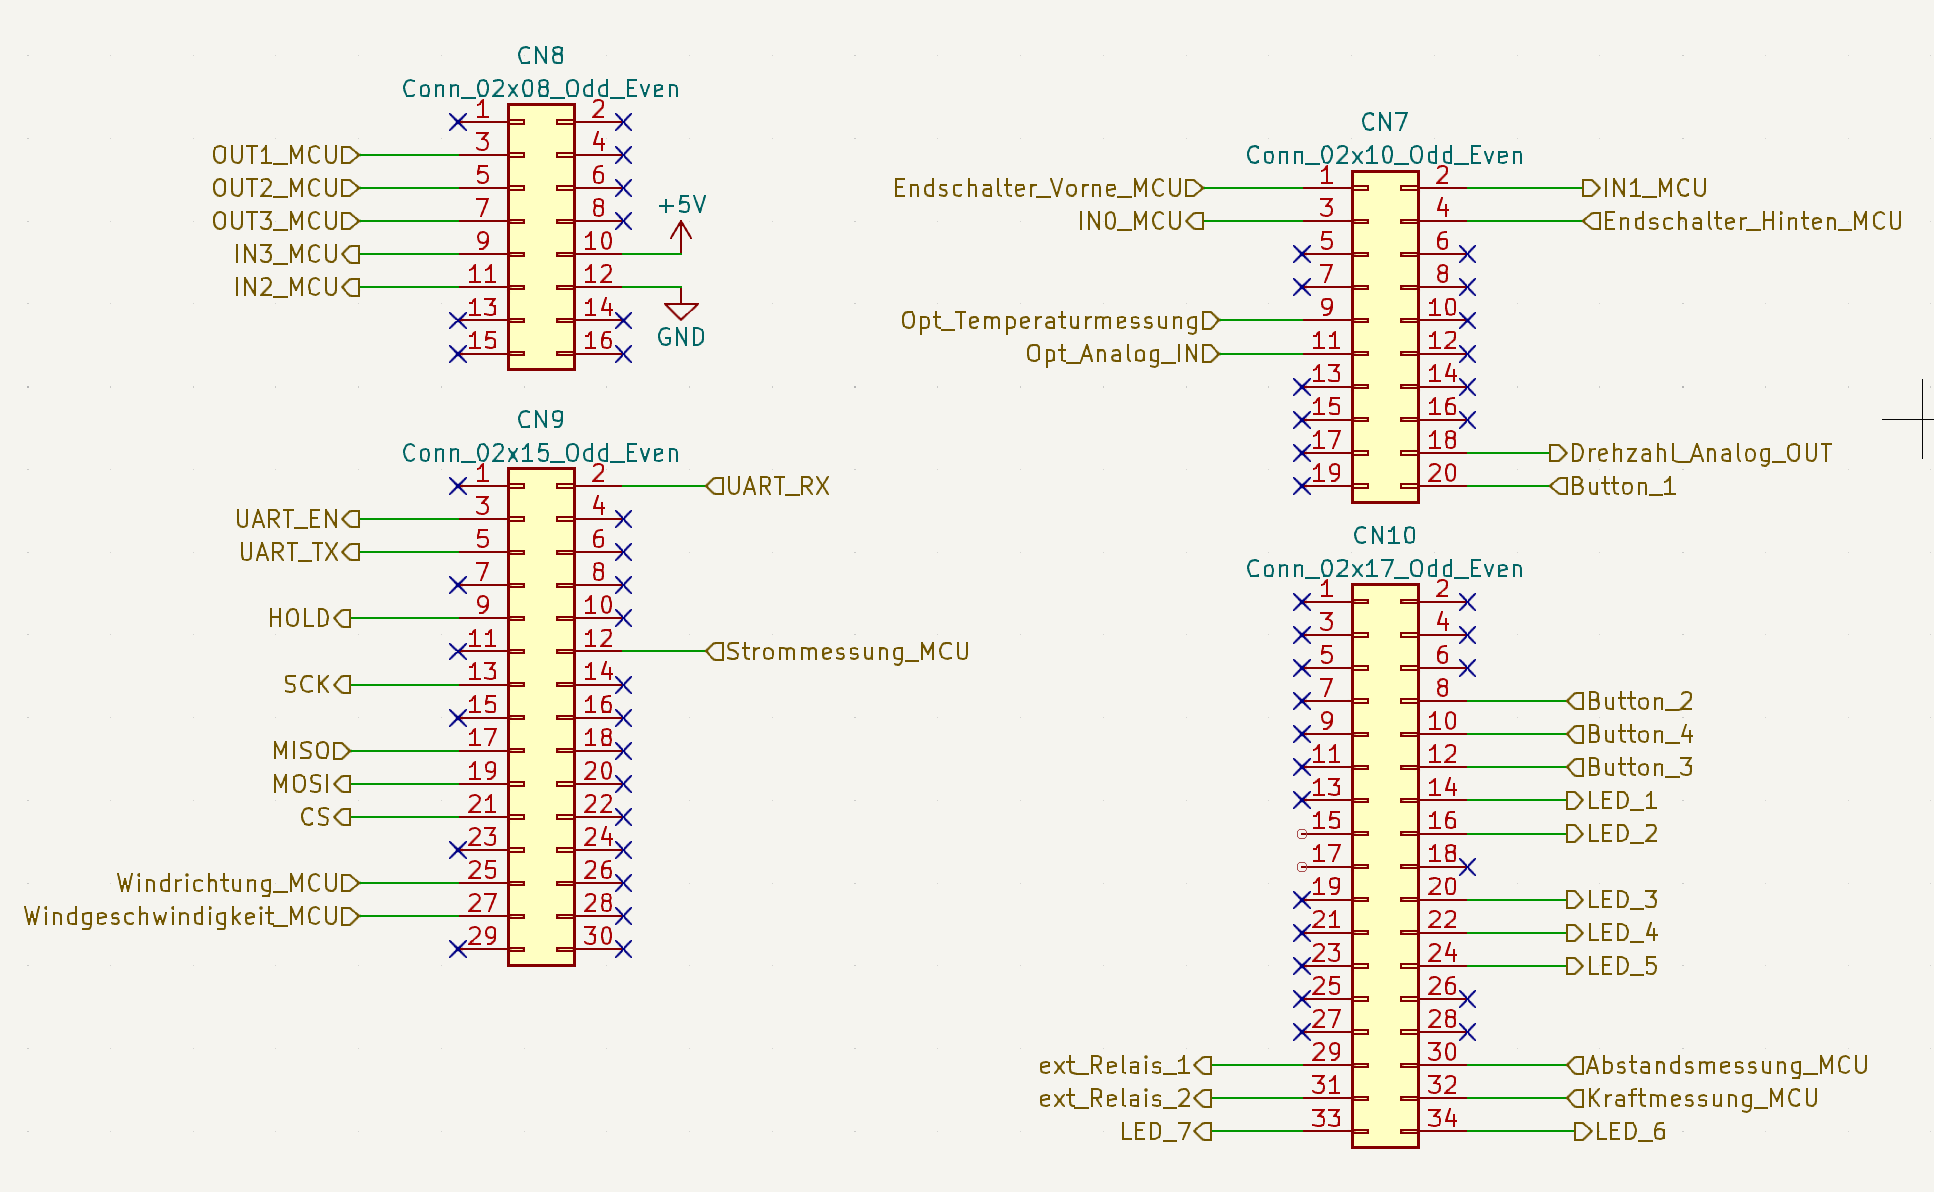 CN8
Conn_02x08_Odd_Even
1 2
OUT1_MCU 3 4
OUT2_MCU 5 6
OUT3_MCU 7 8
+5V
IN3_MCU 9 10
IN2_MCU 11 12
13 14
GND
15 16
CN9
Conn_02x15_Odd_Even
1 2 UART_RX
UART_EN 3 4
UART_TX 5 6
7 8
HOLD 9 10
11 12 Strommessung_MCU
SCK 13 14
15 16
MISO 17 18
MOSI 19 20
CS 21 22
23 24
Windrichtung_MCU 25 26
Windgeschwindigkeit_MCU 27 28
29 30
CN7
Conn_02x10_Odd_Even
Endschalter_Vorne_MCU 1 2 IN1_MCU
IN0_MCU 3 4 Endschalter_Hinten_MCU
5 6
7 8
Opt_Temperaturmessung 9 10
Opt_Analog_IN 11 12
13 14
15 16
17 18 Drehzahl_Analog_OUT
19 20 Button_1
CN10
Conn_02x17_Odd_Even
1 2
3 4
5 6
7 8 Button_2
9 10 Button_4
11 12 Button_3
13 14 LED_1
15 16 LED_2
17 18
19 20 LED_3
21 22 LED_4
23 24 LED_5
25 26
27 28
ext_Relais_1 29 30 Abstandsmessung_MCU
ext_Relais_2 31 32 Kraftmessung_MCU
LED_7 33 34 LED_6